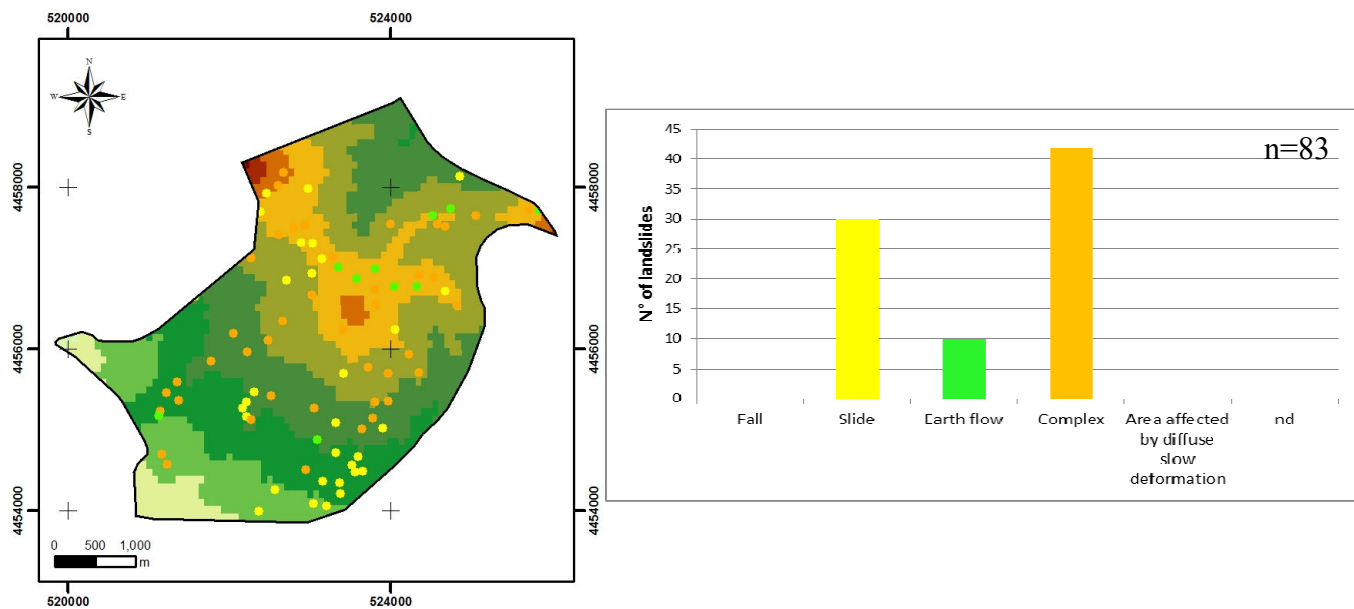 520000 524000
N
W E
S
4458000 4458000
4456000 4456000
4454000 4454000
0 500 1,000
m
520000 524000
n=83
N° of landslides
45
40
35
30
25
20
15
10
5
0
Fall Slide Earth flow Complex Area affected nd
by diffuse
slow
deformation